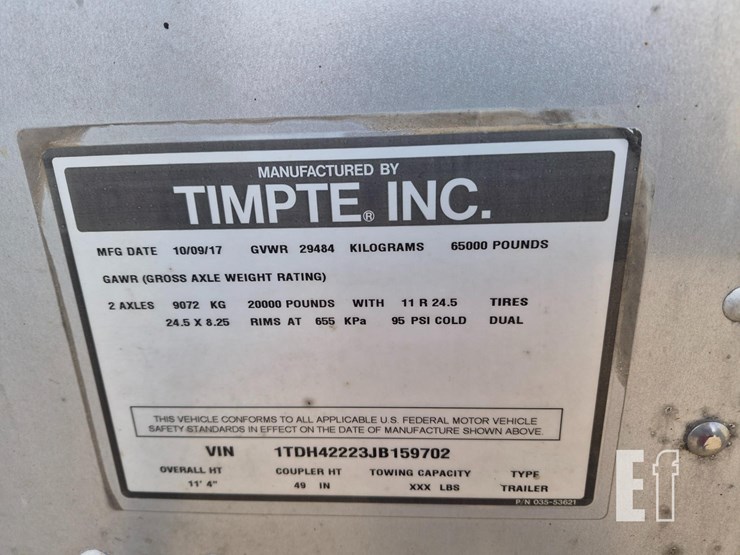 MANUFACTURED BY
TIMPTE® INC.
MFG DATE 10/09/17 GVWR 29484 KILOGRAMS 65000 POUNDS
GAWR (GROSS AXLE WEIGHT RATING)
2 AXLES 9072 KG 20000 POUNDS WITH 11 R 24.5 TIRES
24.5 X 8.25 RIMS AT 655 KPa 95 PSI COLD DUAL
THIS VEHICLE CONFORMS TO ALL APPLICABLE U.S. FEDERAL MOTOR VEHICLE
SAFETY STANDARDS IN EFFECT ON THE DATE OF MANUFACTURE SHOWN ABOVE.
VIN 1TDH42223JB159702
OVERALL HT COUPLER HT TOWING CAPACITY TYPE
11' 4" 49 IN XXX LBS TRAILER
P/N 035-53621
Ef